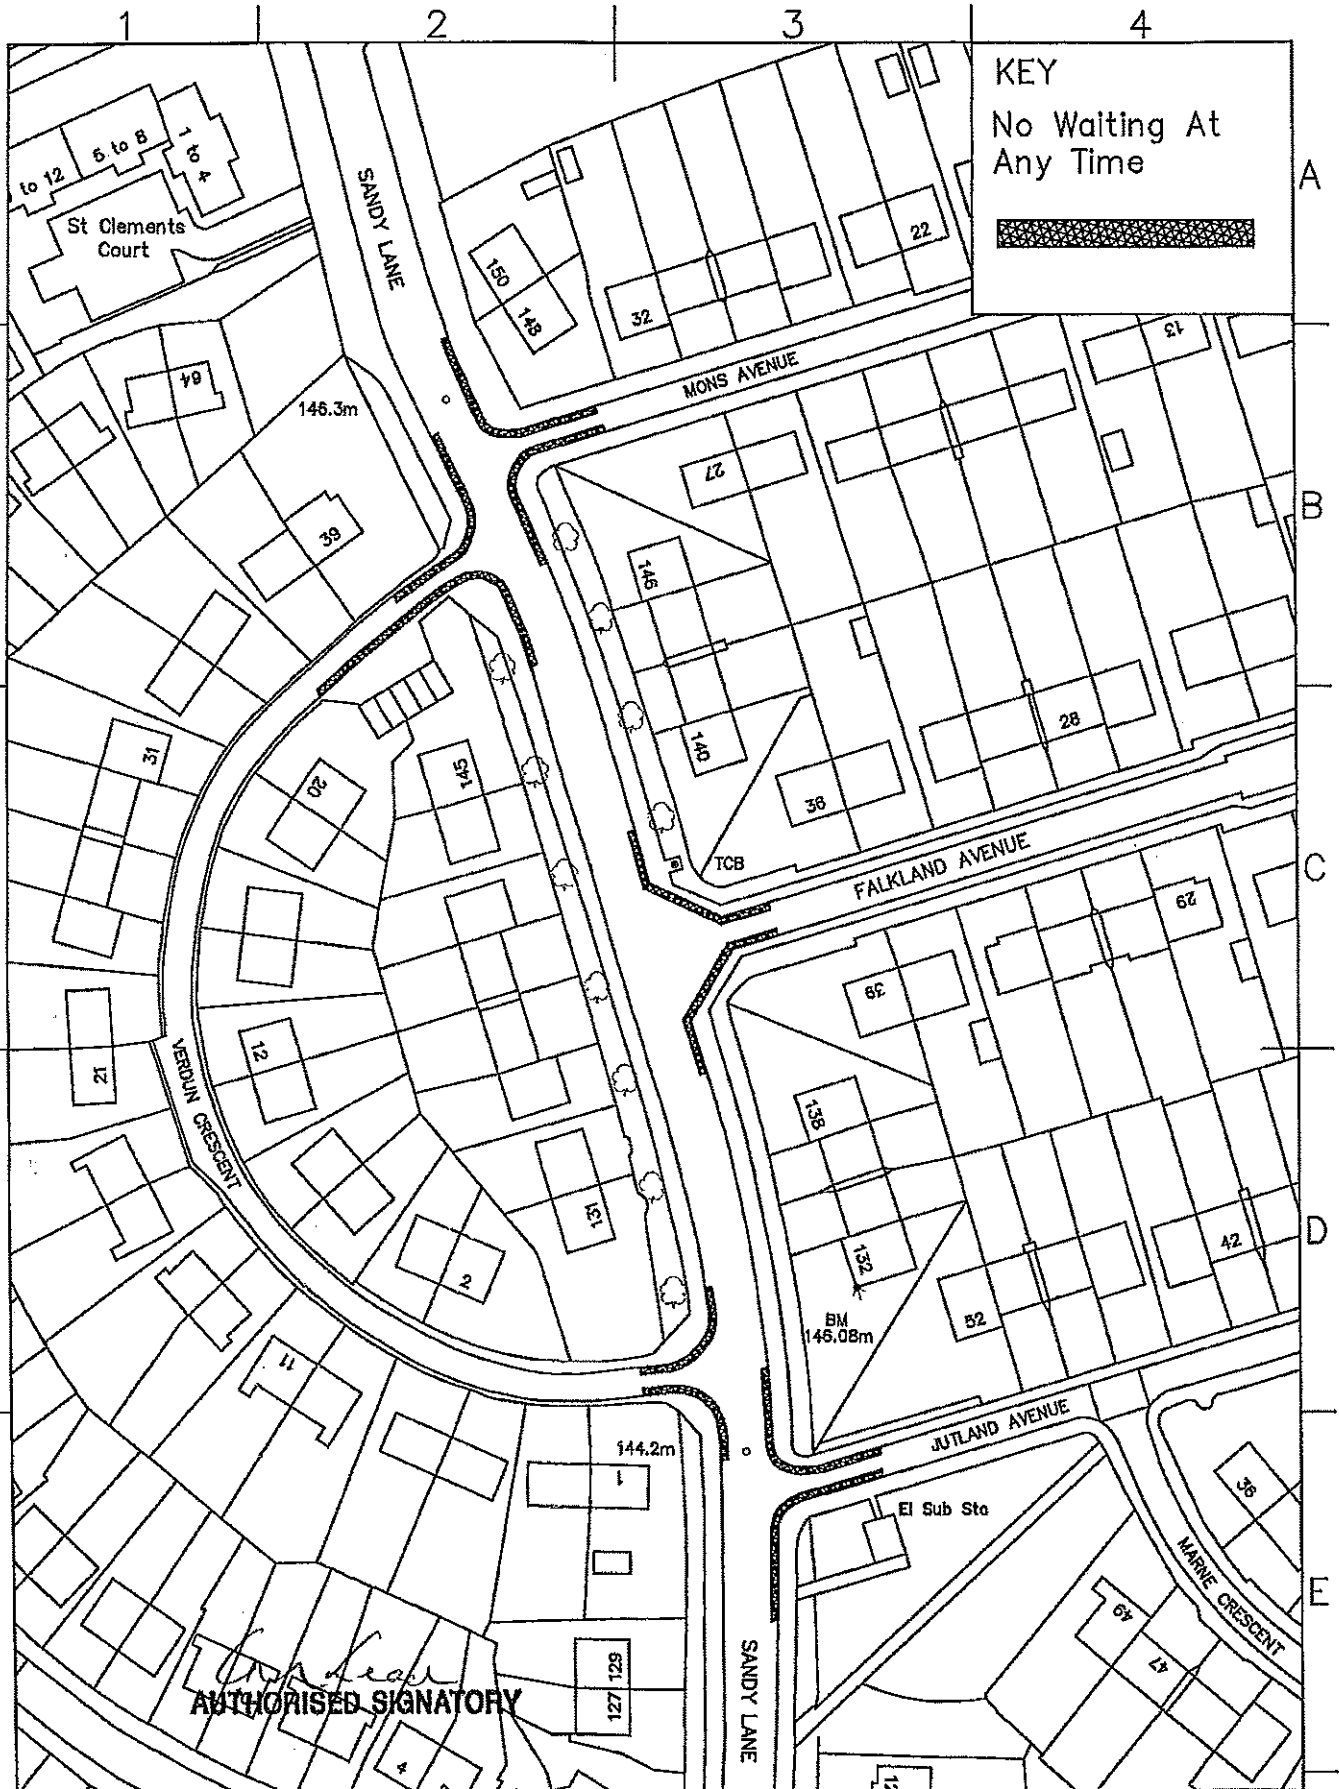 1
2
3
4
KEY
No Waiting At
Any Time
A
B
C
D
E
to 12
5 to 8
1 to 4
St Clements
Court
SANDY LANE
150
148
32
22
MONS AVENUE
13
64
146.3m
27
39
146
31
20
145
140
36
28
TCB
FALKLAND AVENUE
29
39
21
VERDUN CRESCENT
12
138
131
132
42
2
BM
146.08m
52
11
144.2m
1
JUTLAND AVENUE
El Sub Sta
36
MARNE CRESCENT
49
47
SANDY LANE
127 129
AUTHORISED SIGNATORY
4